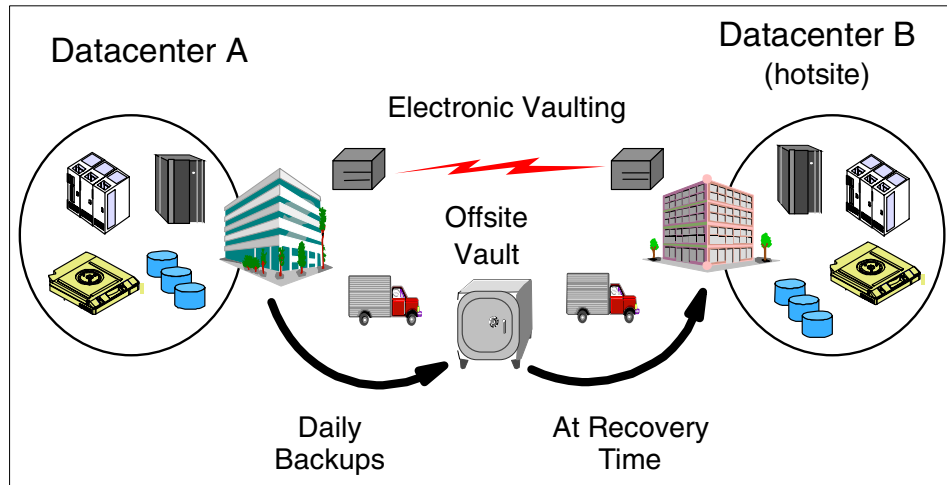 Datacenter A
Datacenter B
(hotsite)
Electronic Vaulting
Offsite
Vault
Daily
Backups
At Recovery
Time